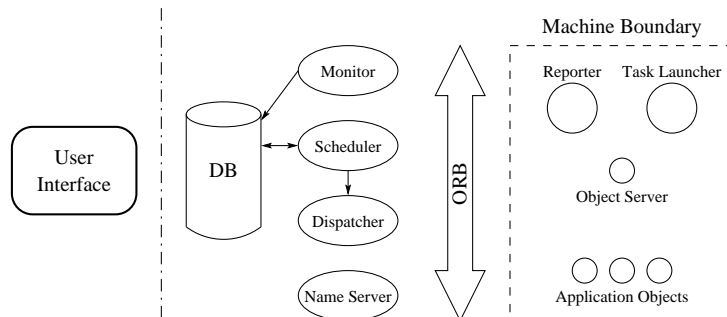 Machine Boundary
Monitor
Reporter
Task Launcher
User
Interface
DB
Scheduler
ORB
Object Server
Dispatcher
Name Server
Application Objects